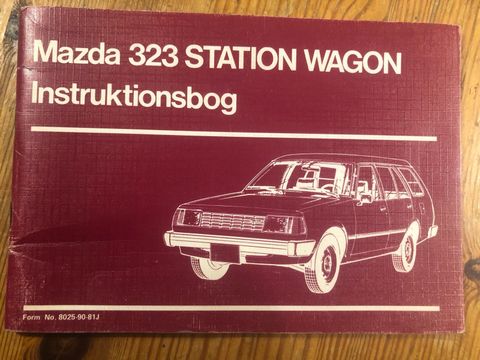 Mazda 323 STATION WAGON
Instruktionsbog
Form No. 8025-90-81J